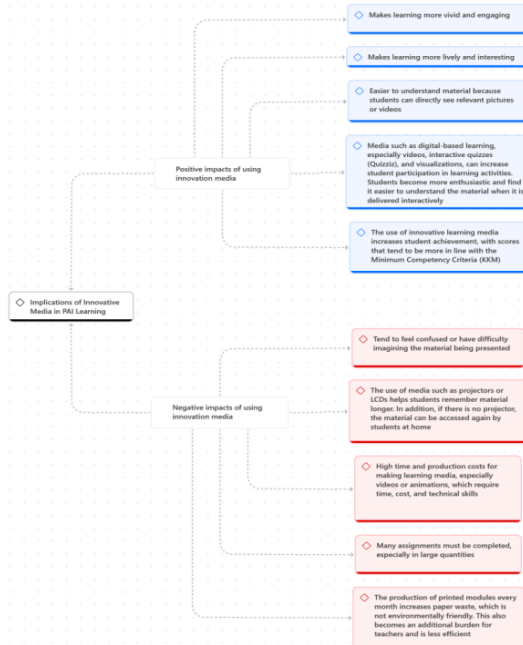 Makes learning more vivid and engaging
Makes learning more lively and interesting
Easier to understand material because
students can directly see relevant pictures
or videos
Positive impacts of using
innovation media
Media such as digital-based learning,
especially videos, interactive quizzes
(Quizziz), and visualizations, can increase
student participation in learning activities.
Students become more enthusiastic and find
it easier to understand the material when it is
delivered interactively
The use of innovative learning media
increases student achievement, with scores
that tend to be more in line with the
Minimum Competency Criteria (KKM)
Implications of Innovative
Media in PAI Learning
Tend to feel confused or have difficulty
imagining the material being presented
Negative impacts of using
innovation media
The use of media such as projectors or
LCDs helps students remember material
longer. In addition, if there is no projector,
the material can be accessed again by
students at home
High time and production costs for
making learning media, especially
videos or animations, which require
time, cost, and technical skills
Many assignments must be completed,
especially in large quantities
The production of printed modules every
month increases paper waste, which is
not environmentally friendly. This also
becomes an additional burden for
teachers and is less efficient